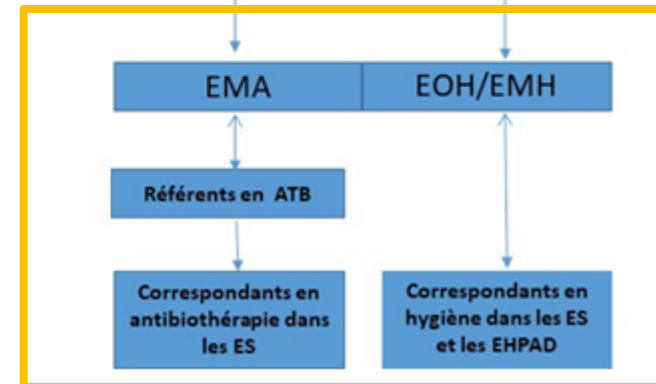 EMA
EOH/EMH
Référents en ATB
Correspondants en
antibiothérapie dans
les ES
Correspondants en
hygiène dans les ES
et les EHPAD